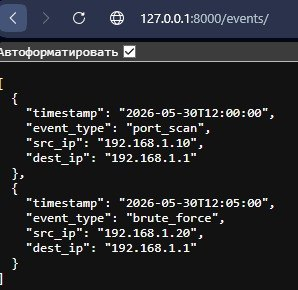 127.0.0.1:8000/events/
Автоформатировать
[
  {
    "timestamp": "2026-05-30T12:00:00",
    "event_type": "port_scan",
    "src_ip": "192.168.1.10",
    "dest_ip": "192.168.1.1"
  },
  {
    "timestamp": "2026-05-30T12:05:00",
    "event_type": "brute_force",
    "src_ip": "192.168.1.20",
    "dest_ip": "192.168.1.1"
  }
]